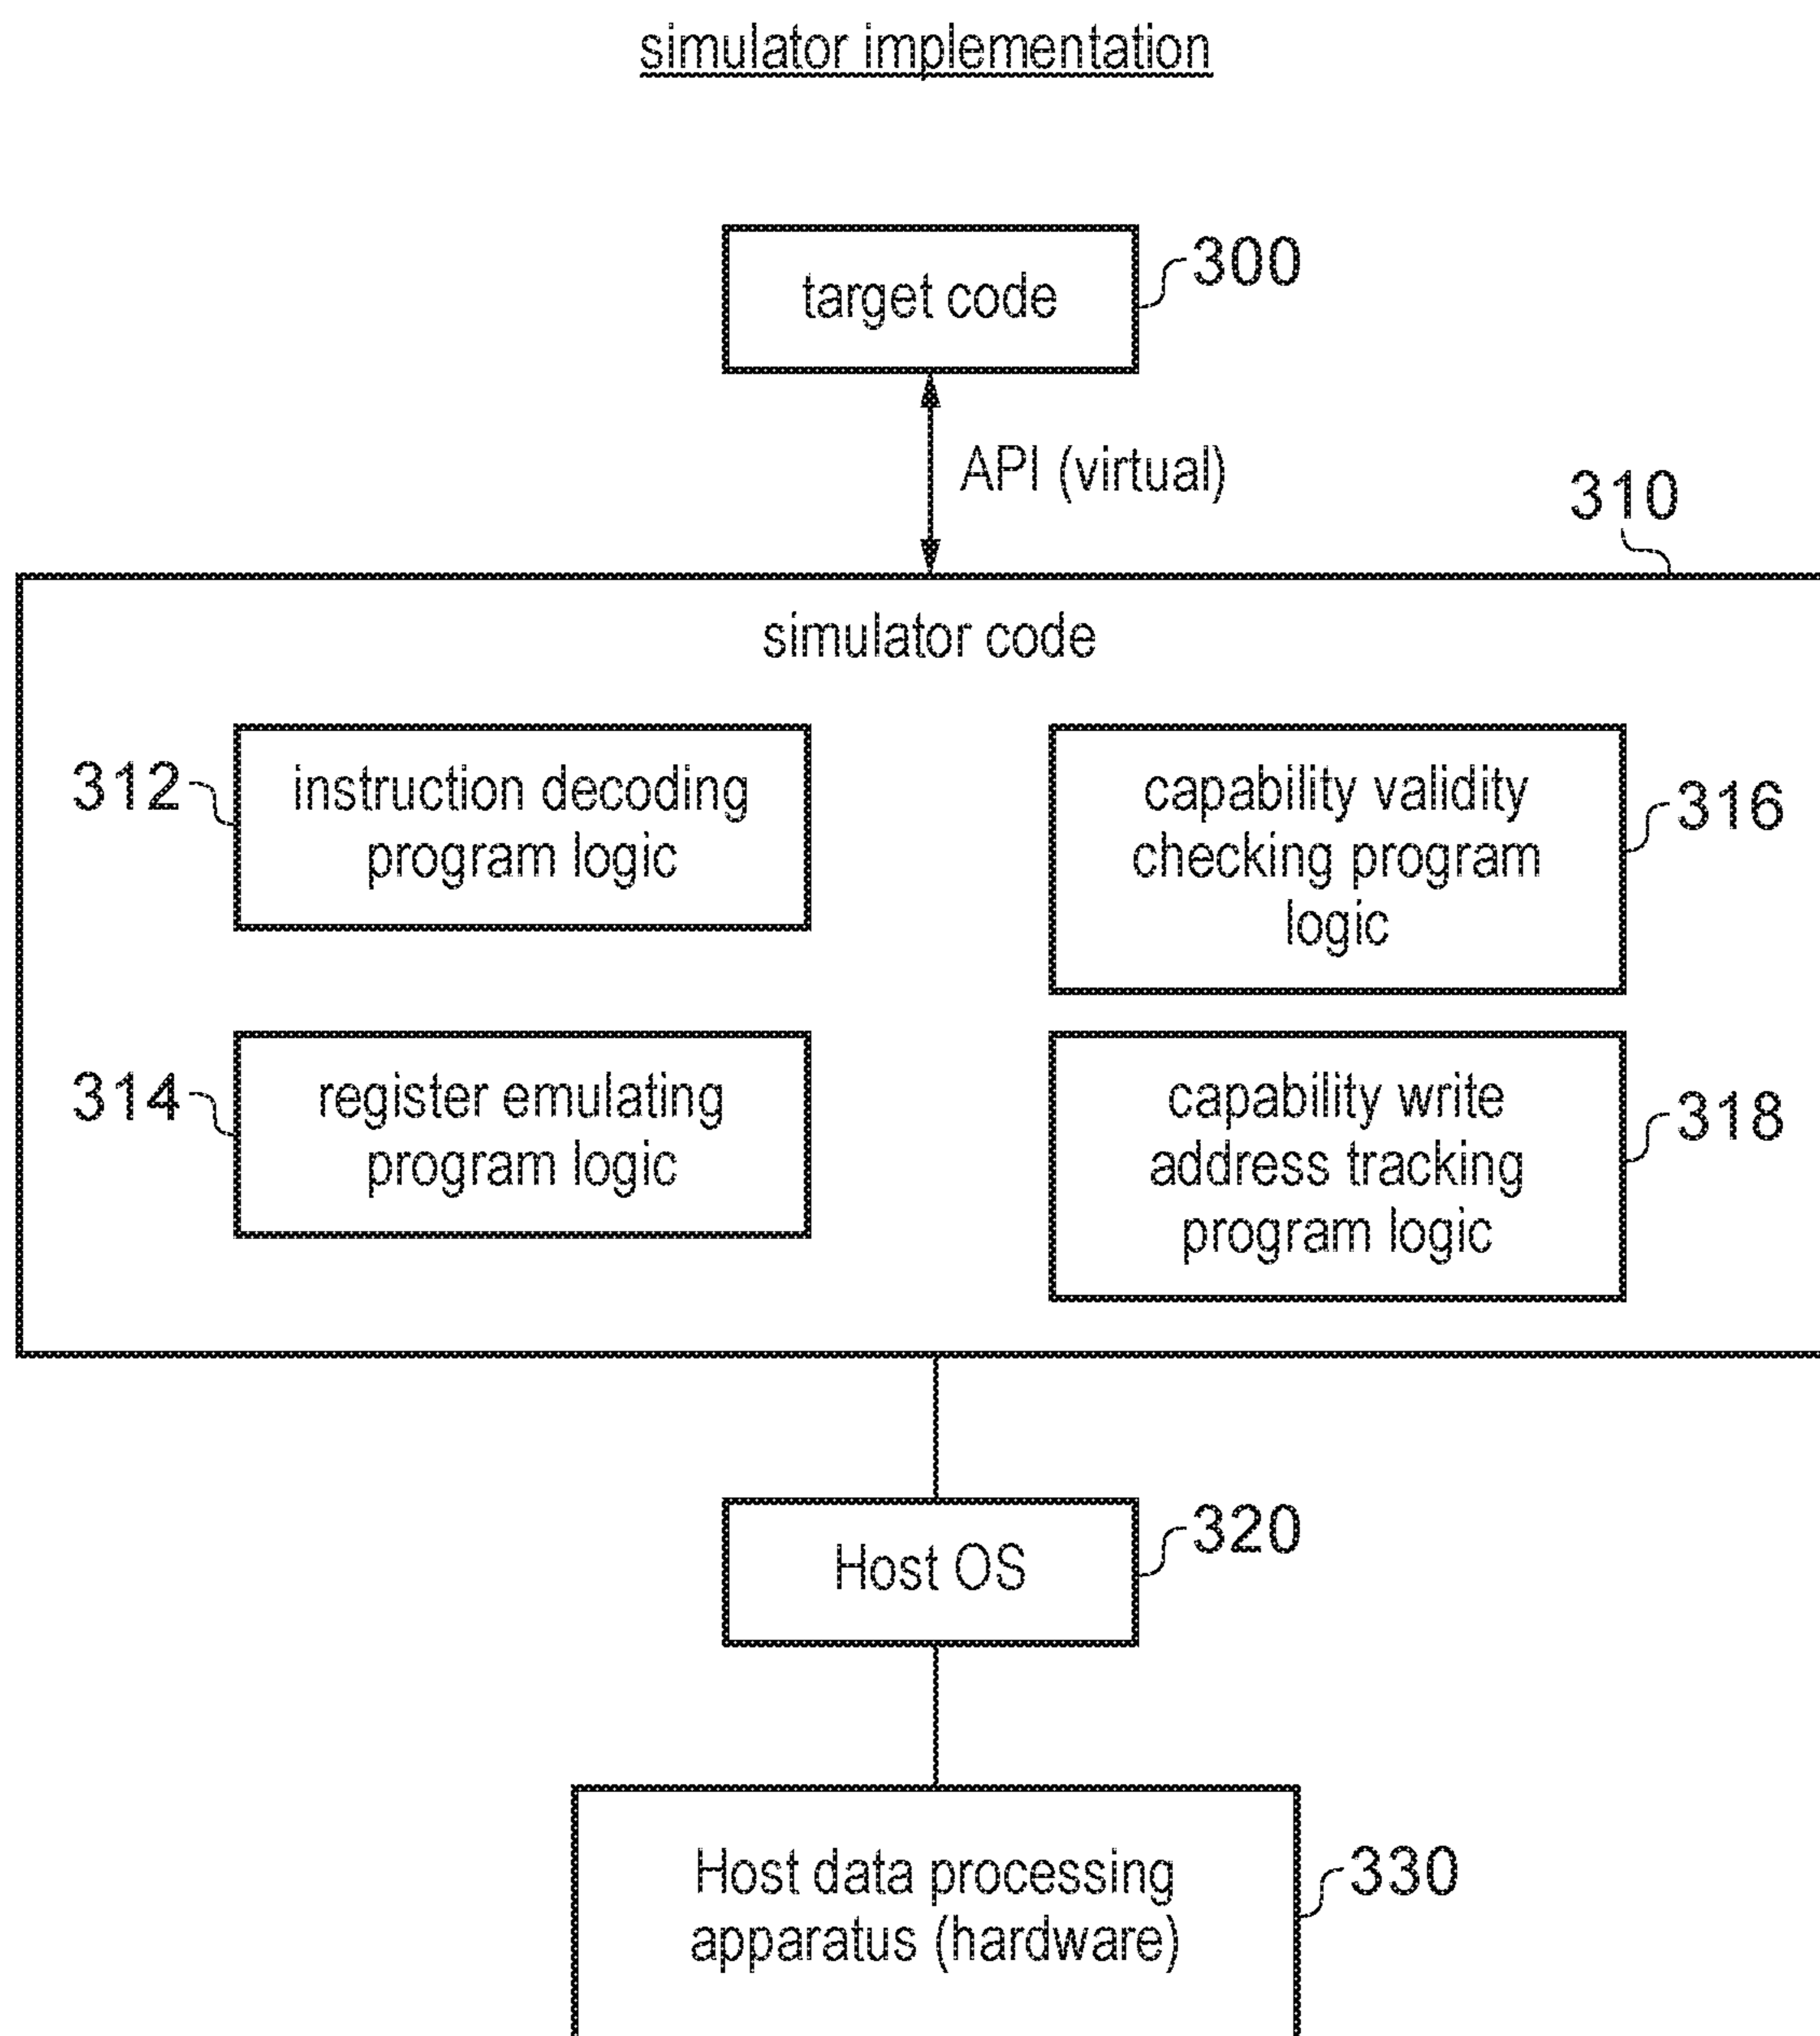 simulator implementation
target code
300
API (virtual)
310
simulator code
312
instruction decoding
program logic
capability validity
checking program
logic
316
314
register emulating
program logic
capability write
address tracking
program logic
318
Host OS
320
Host data processing
apparatus (hardware)
330